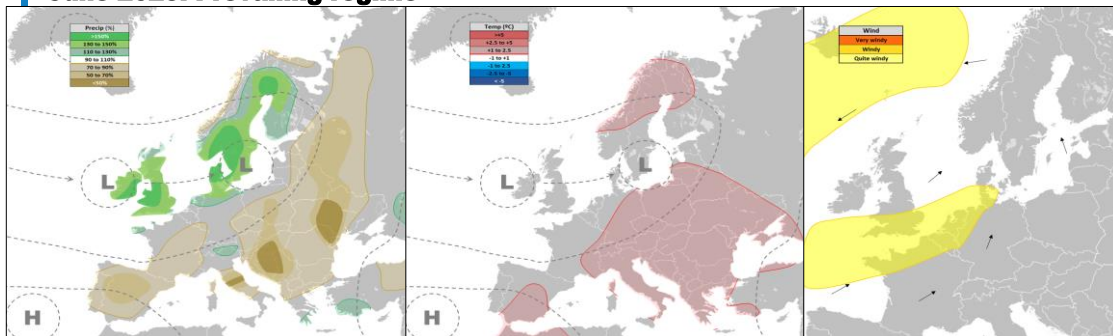 Precip (%)
>150%
130 to 150%
110 to 130%
90 to 110%
70 to 90%
50 to 70%
<50%
L
L
H
Temp (ºC)
>+5
+2.5 to +5
+1 to 2.5
-1 to +1
-1 to 2.5
-2.5 to -5
< -5
L
L
H
Wind
Very windy
Windy
Quite windy